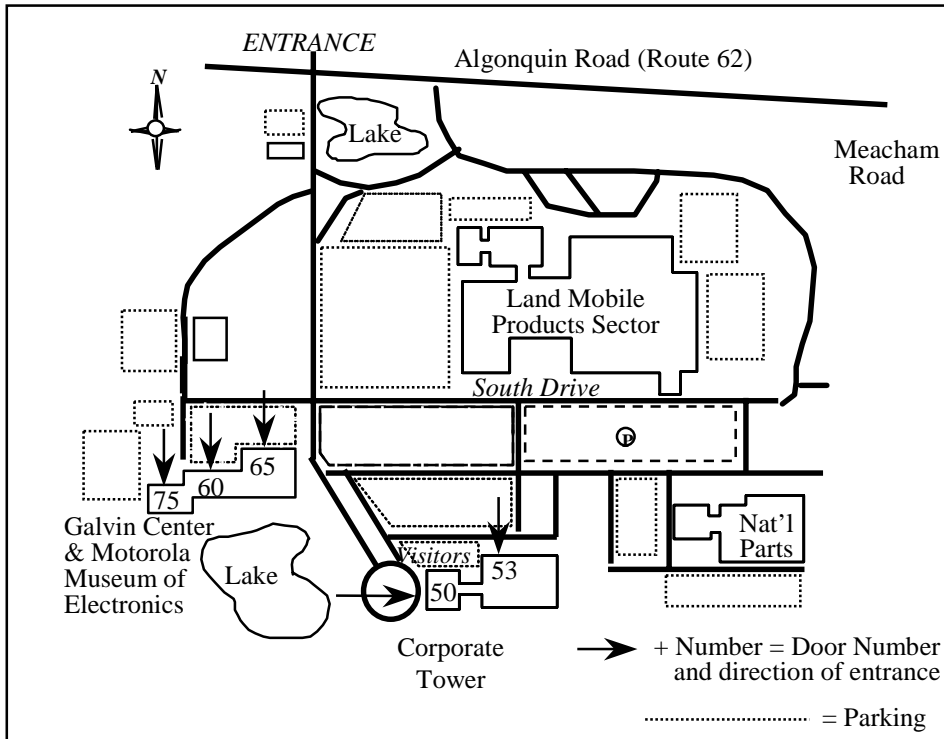 ENTRANCE
Algonquin Road (Route 62)
N
Lake
Meacham
Road
Land Mobile
Products Sector
South Drive
P
65
60
75
Galvin Center
& Motorola
Museum of
Electronics
Lake
Visitors
53
50
Nat'l
Parts
Corporate
Tower
+ Number = Door Number
and direction of entrance
= Parking